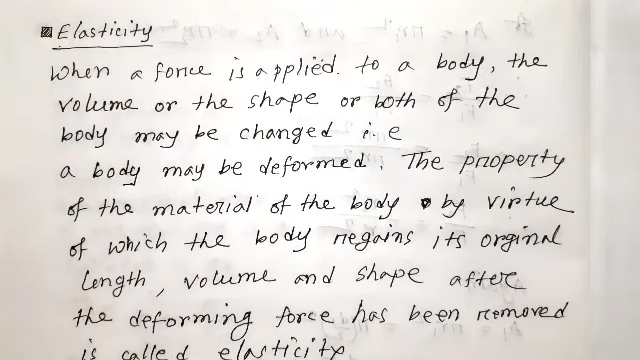 Elasticity
When a force is applied. to a body, the
volume or the shape or both of the
body may be changed i.e
a body may be deformed. The property
of the material of the body by virtue
of which the body regains its orginal
length, volume and shape after
the deforming force has been removed
is called elasticity